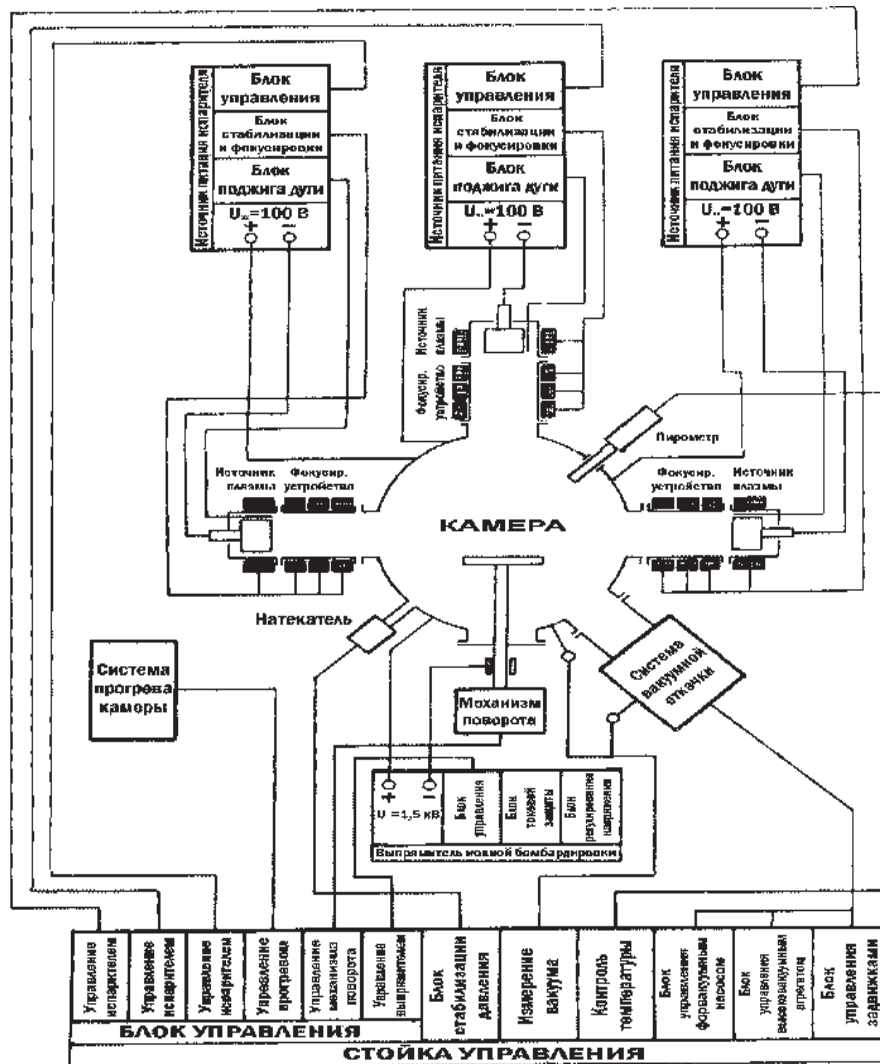 Источник питания испарителя
Блок
управления
Блок
стабилизации
и фокусировки
Блок
поджига дуги
=100 В
+ −
Источник питания испарителя
Блок
управления
Блок
стабилизации
и фокусировки
Блок
поджига дуги
=100 В
+ −
Источник питания испарителя
Блок
управления
Блок
стабилизации
и фокусировки
Блок
поджига дуги
=100 В
+ −
Источник
плазмы
Фокусир.
устройство
Пирометр
Источник
плазмы
Фокусир.
устройства
Фокусир.
устройства
Источник
плазмы
КАМЕРА
Натекатель
Система
прогрева
камеры
Система
вакуумной
откачки
Механизм
поворота
+ −
U =1,5 кВ
Блок
управления
Блок
токовой
защиты
Блок
регулирования
напряжения
Выпрямитель ионной бомбардировки
Управление
испарителем
Управление
испарителем
Управление
испарителем
Управление
прогревом
Управление
механизмом
поворота
Управление
выпрямителем
Блок
стабилизации
давления
Измерение
вакуума
Контроль
температуры
Блок
управления
форвакуумным
насосом
Блок
управления
высоковакуумным
агрегатом
Блок
управления
задвижками
БЛОК УПРАВЛЕНИЯ
СТОЙКА УПРАВЛЕНИЯ